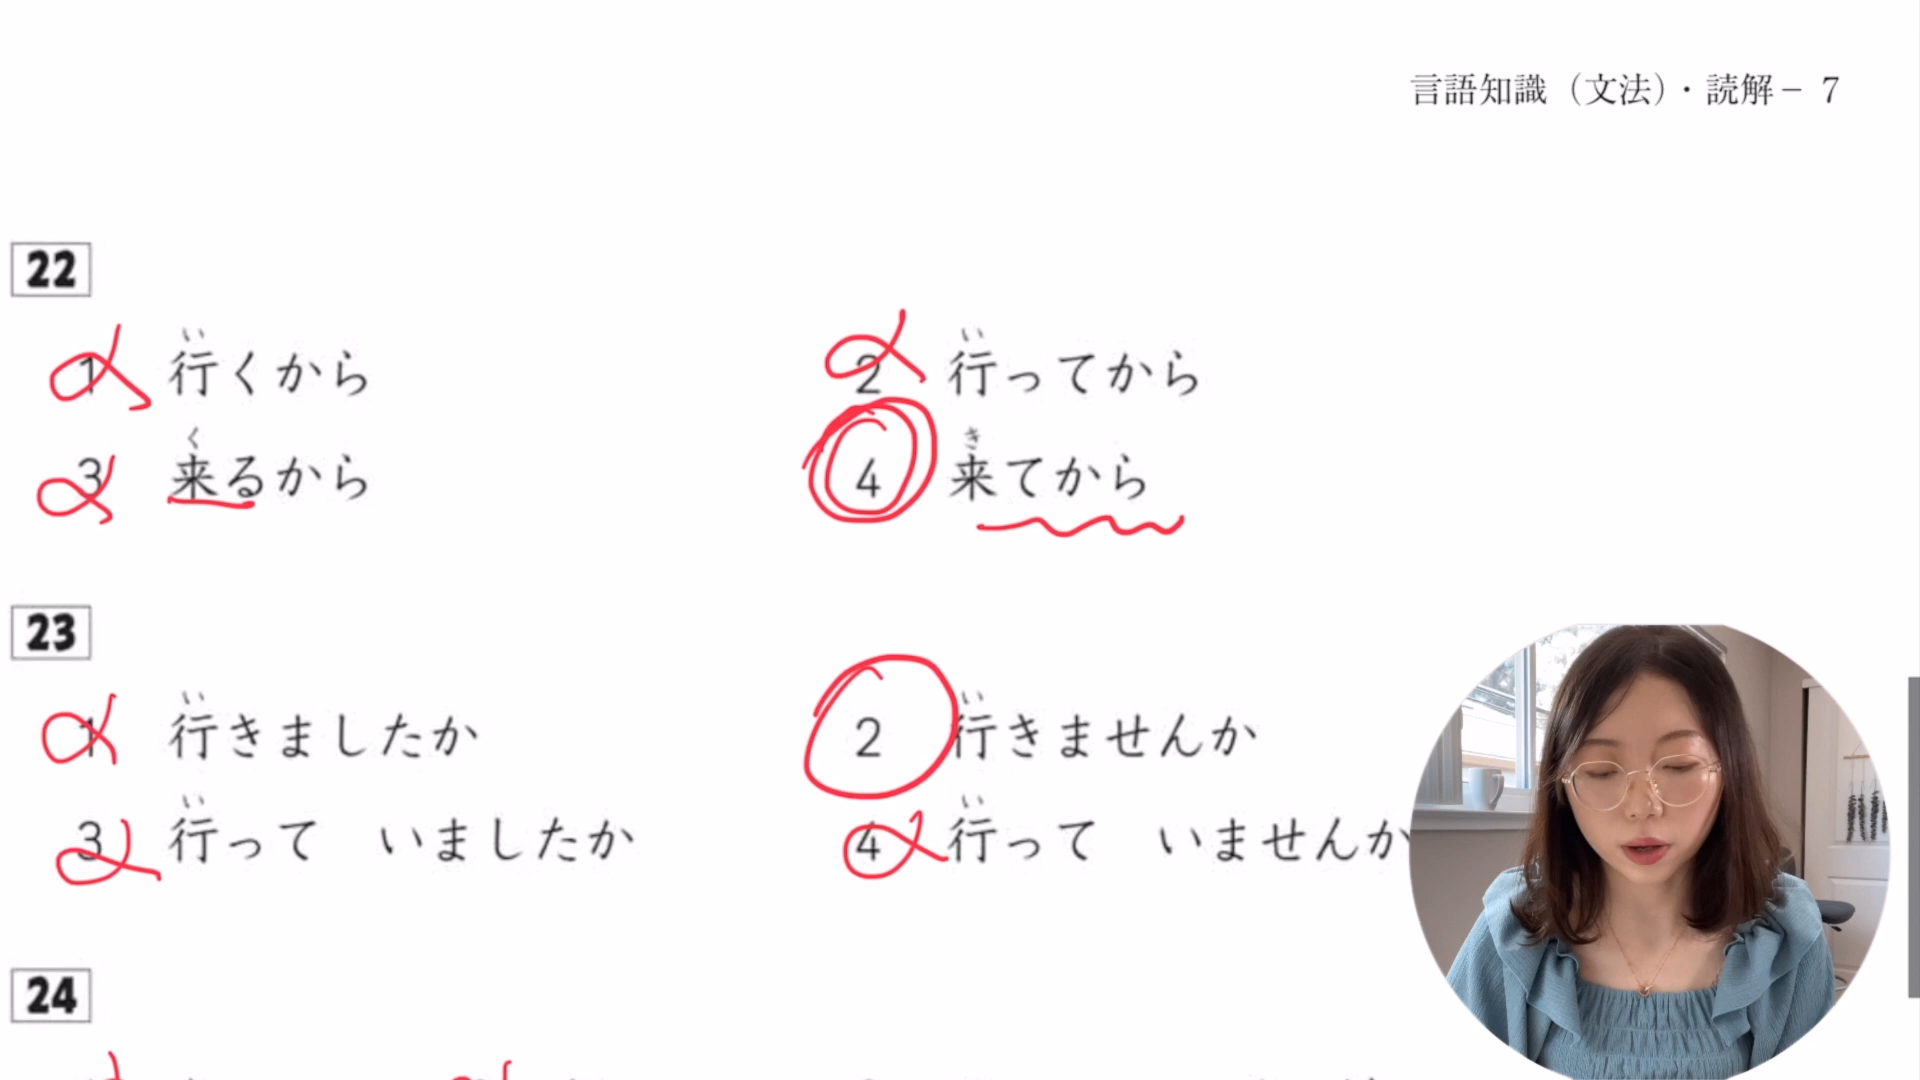 言語知識（文法）・読解− 7
22
1 行くから 2 行ってから
3 来るから 4 来てから
23
1 行きましたか 2 行きませんか
3 行って いましたか 4 行って いませんか
24